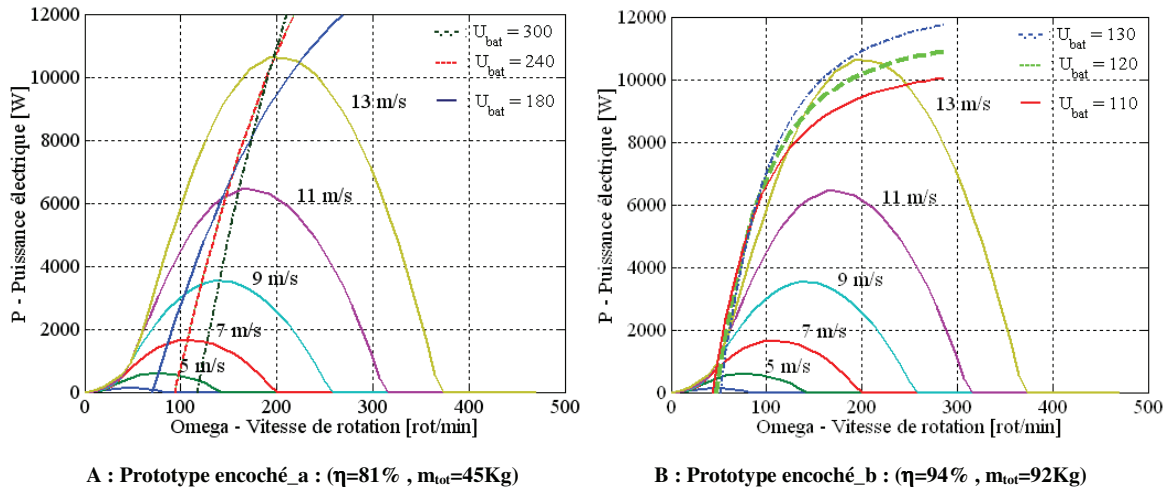 12000
10000
8000
6000
4000
2000
0
P - Puissance électrique [W]
0 100 200 300 400 500
Omega - Vitesse de rotation [rot/min]
U_bat = 300
U_bat = 240
U_bat = 180
13 m/s
11 m/s
9 m/s
7 m/s
5 m/s
A : Prototype encoché_a : (η=81% , m_tot=45Kg)
12000
10000
8000
6000
4000
2000
0
P - Puissance électrique [W]
0 100 200 300 400 500
Omega - Vitesse de rotation [rot/min]
U_bat = 130
U_bat = 120
U_bat = 110
13 m/s
11 m/s
9 m/s
7 m/s
5 m/s
B : Prototype encoché_b : (η=94% , m_tot=92Kg)